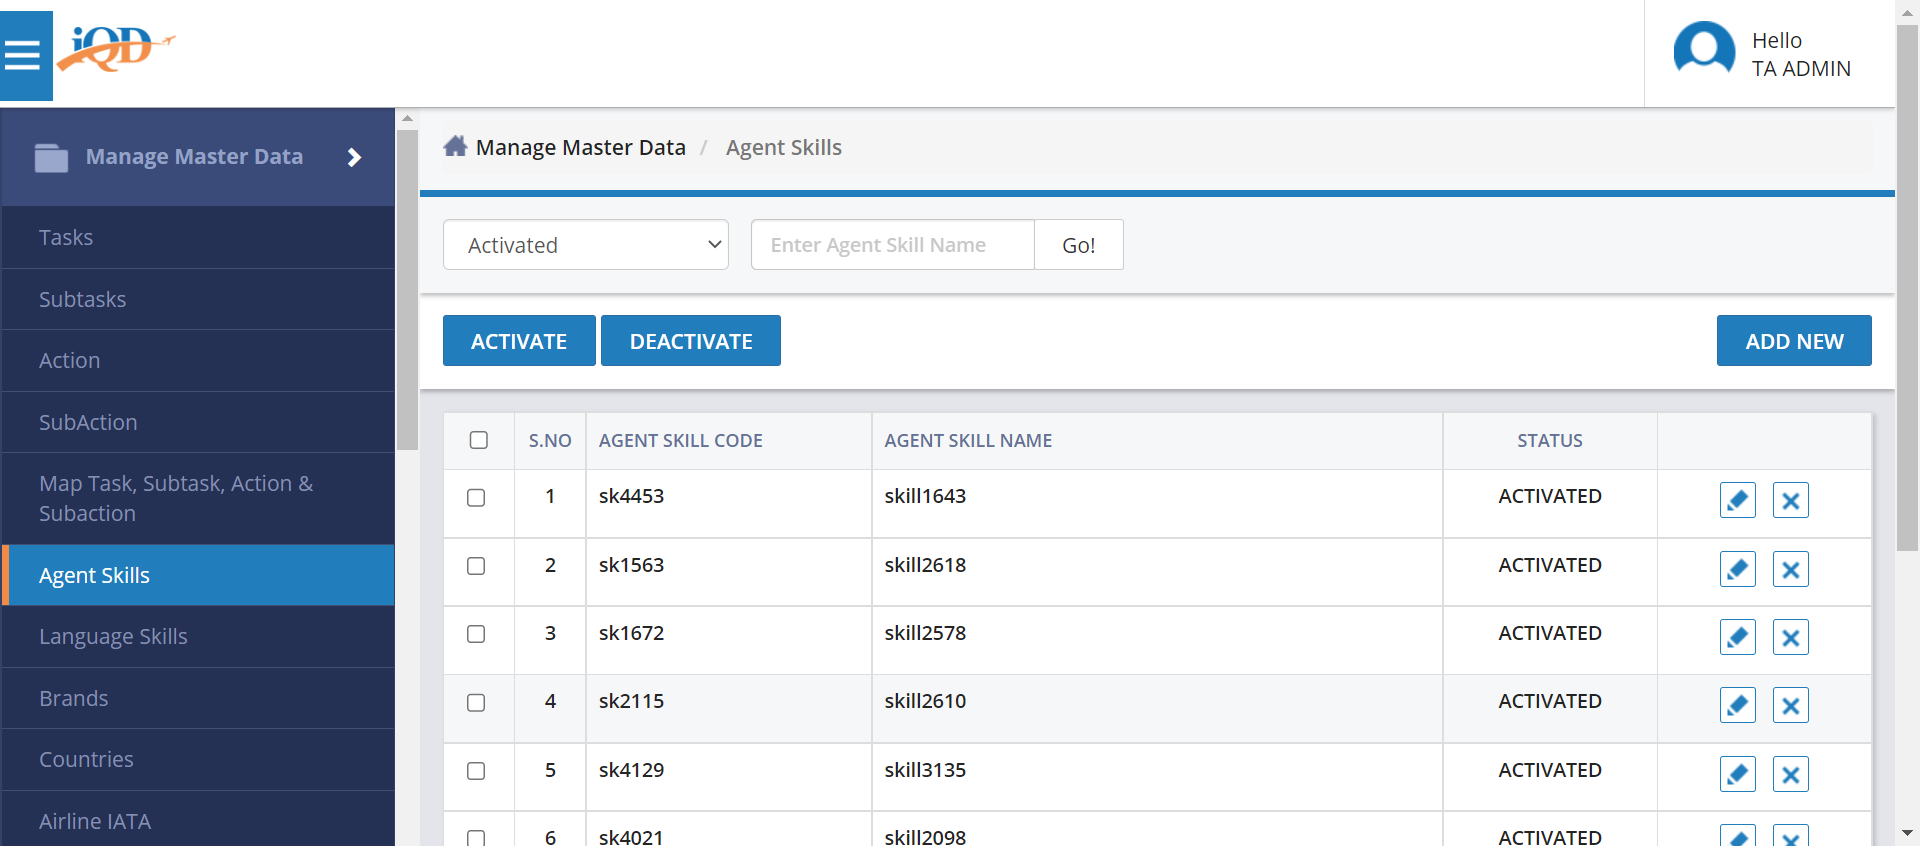 iQD
Hello
TA ADMIN
Manage Master Data
Tasks
Subtasks
Action
SubAction
Map Task, Subtask, Action &
Subaction
Agent Skills
Language Skills
Brands
Countries
Airline IATA
Manage Master Data / Agent Skills
Activated
Enter Agent Skill Name
Go!
ACTIVATE
DEACTIVATE
ADD NEW
S.NO AGENT SKILL CODE AGENT SKILL NAME STATUS
1 sk4453 skill1643 ACTIVATED
2 sk1563 skill2618 ACTIVATED
3 sk1672 skill2578 ACTIVATED
4 sk2115 skill2610 ACTIVATED
5 sk4129 skill3135 ACTIVATED
6 sk4021 skill2098 ACTIVATED